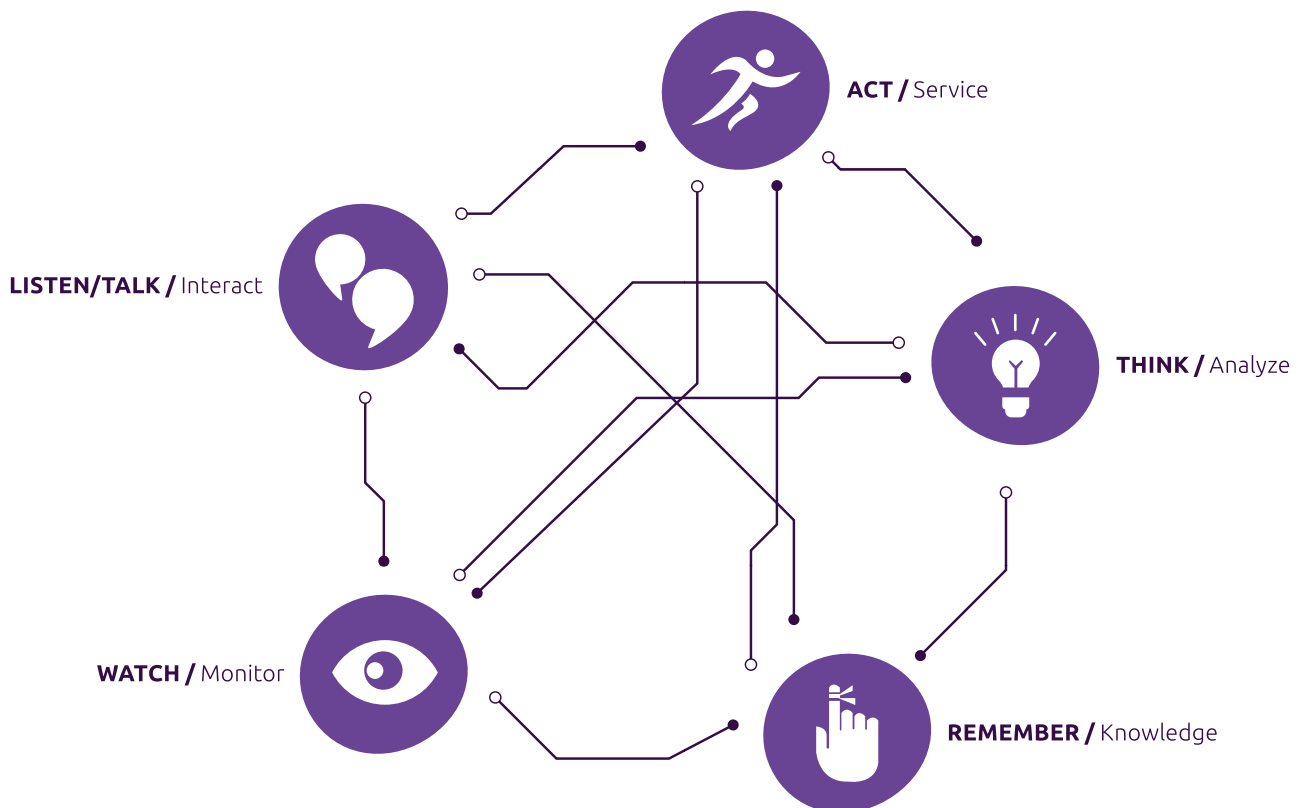 ACT / Service
LISTEN/TALK / Interact
THINK / Analyze
WATCH / Monitor
REMEMBER / Knowledge